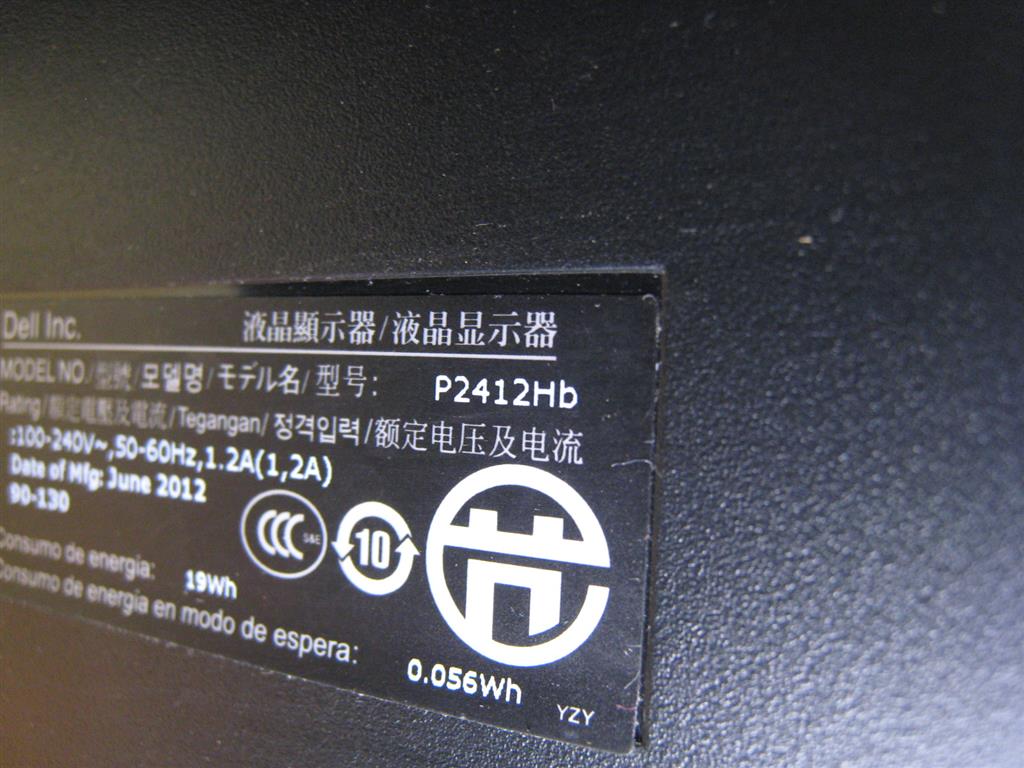 Dell Inc. 液晶顯示器/液晶显示器
MODEL NO./型號/모델명/モデル名/型号: P2412Hb
Rating/額定電壓及電流/Tegangan/정격입력/额定电压及电流
:100-240V~,50-60Hz,1.2A(1,2A)
Date of Mfg: June 2012
90-130
CCC S&E
10
Consumo de energia: 19Wh
Consumo de energia en modo de espera: 0.056Wh
YZY